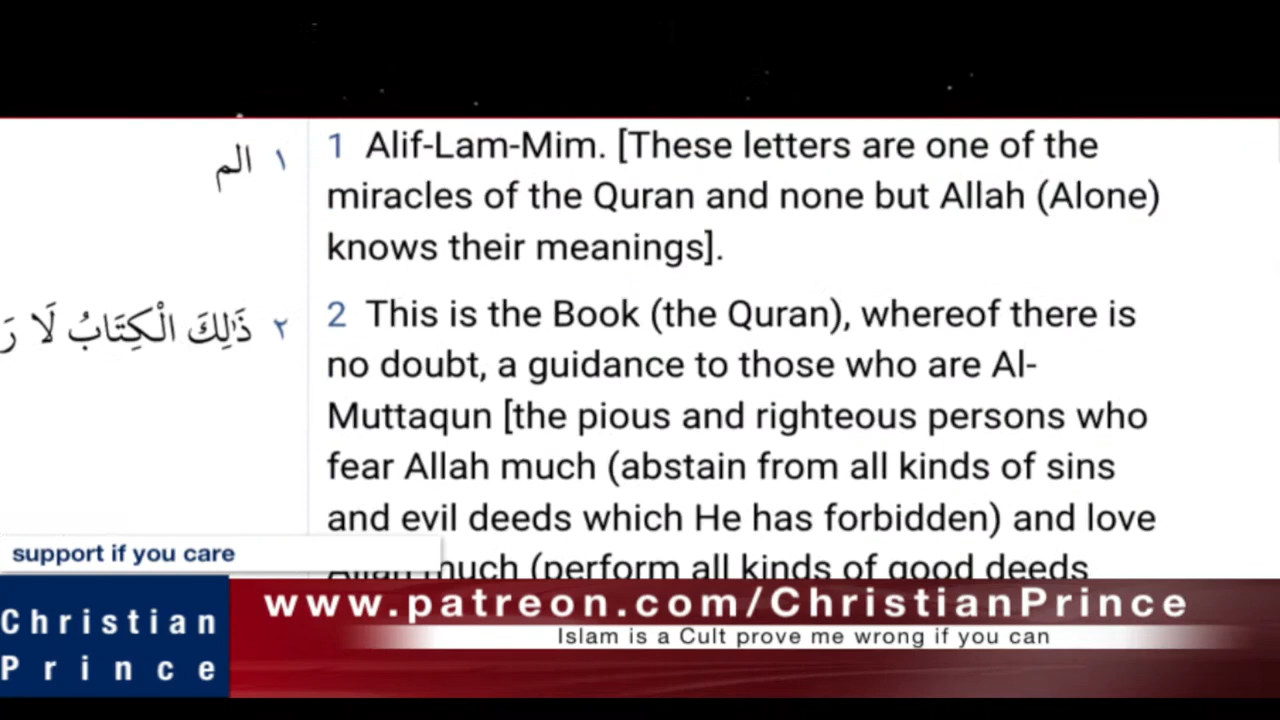 الم ١
1 Alif-Lam-Mim. [These letters are one of the
miracles of the Quran and none but Allah (Alone)
knows their meanings].
ذَٰلِكَ الْكِتَابُ لَا ٢
2 This is the Book (the Quran), whereof there is
no doubt, a guidance to those who are Al-
Muttaqun [the pious and righteous persons who
fear Allah much (abstain from all kinds of sins
and evil deeds which He has forbidden) and love
Allah much (perform all kinds of good deeds
support if you care
Christian
Prince
www.patreon.com/ChristianPrince
Islam is a Cult prove me wrong if you can